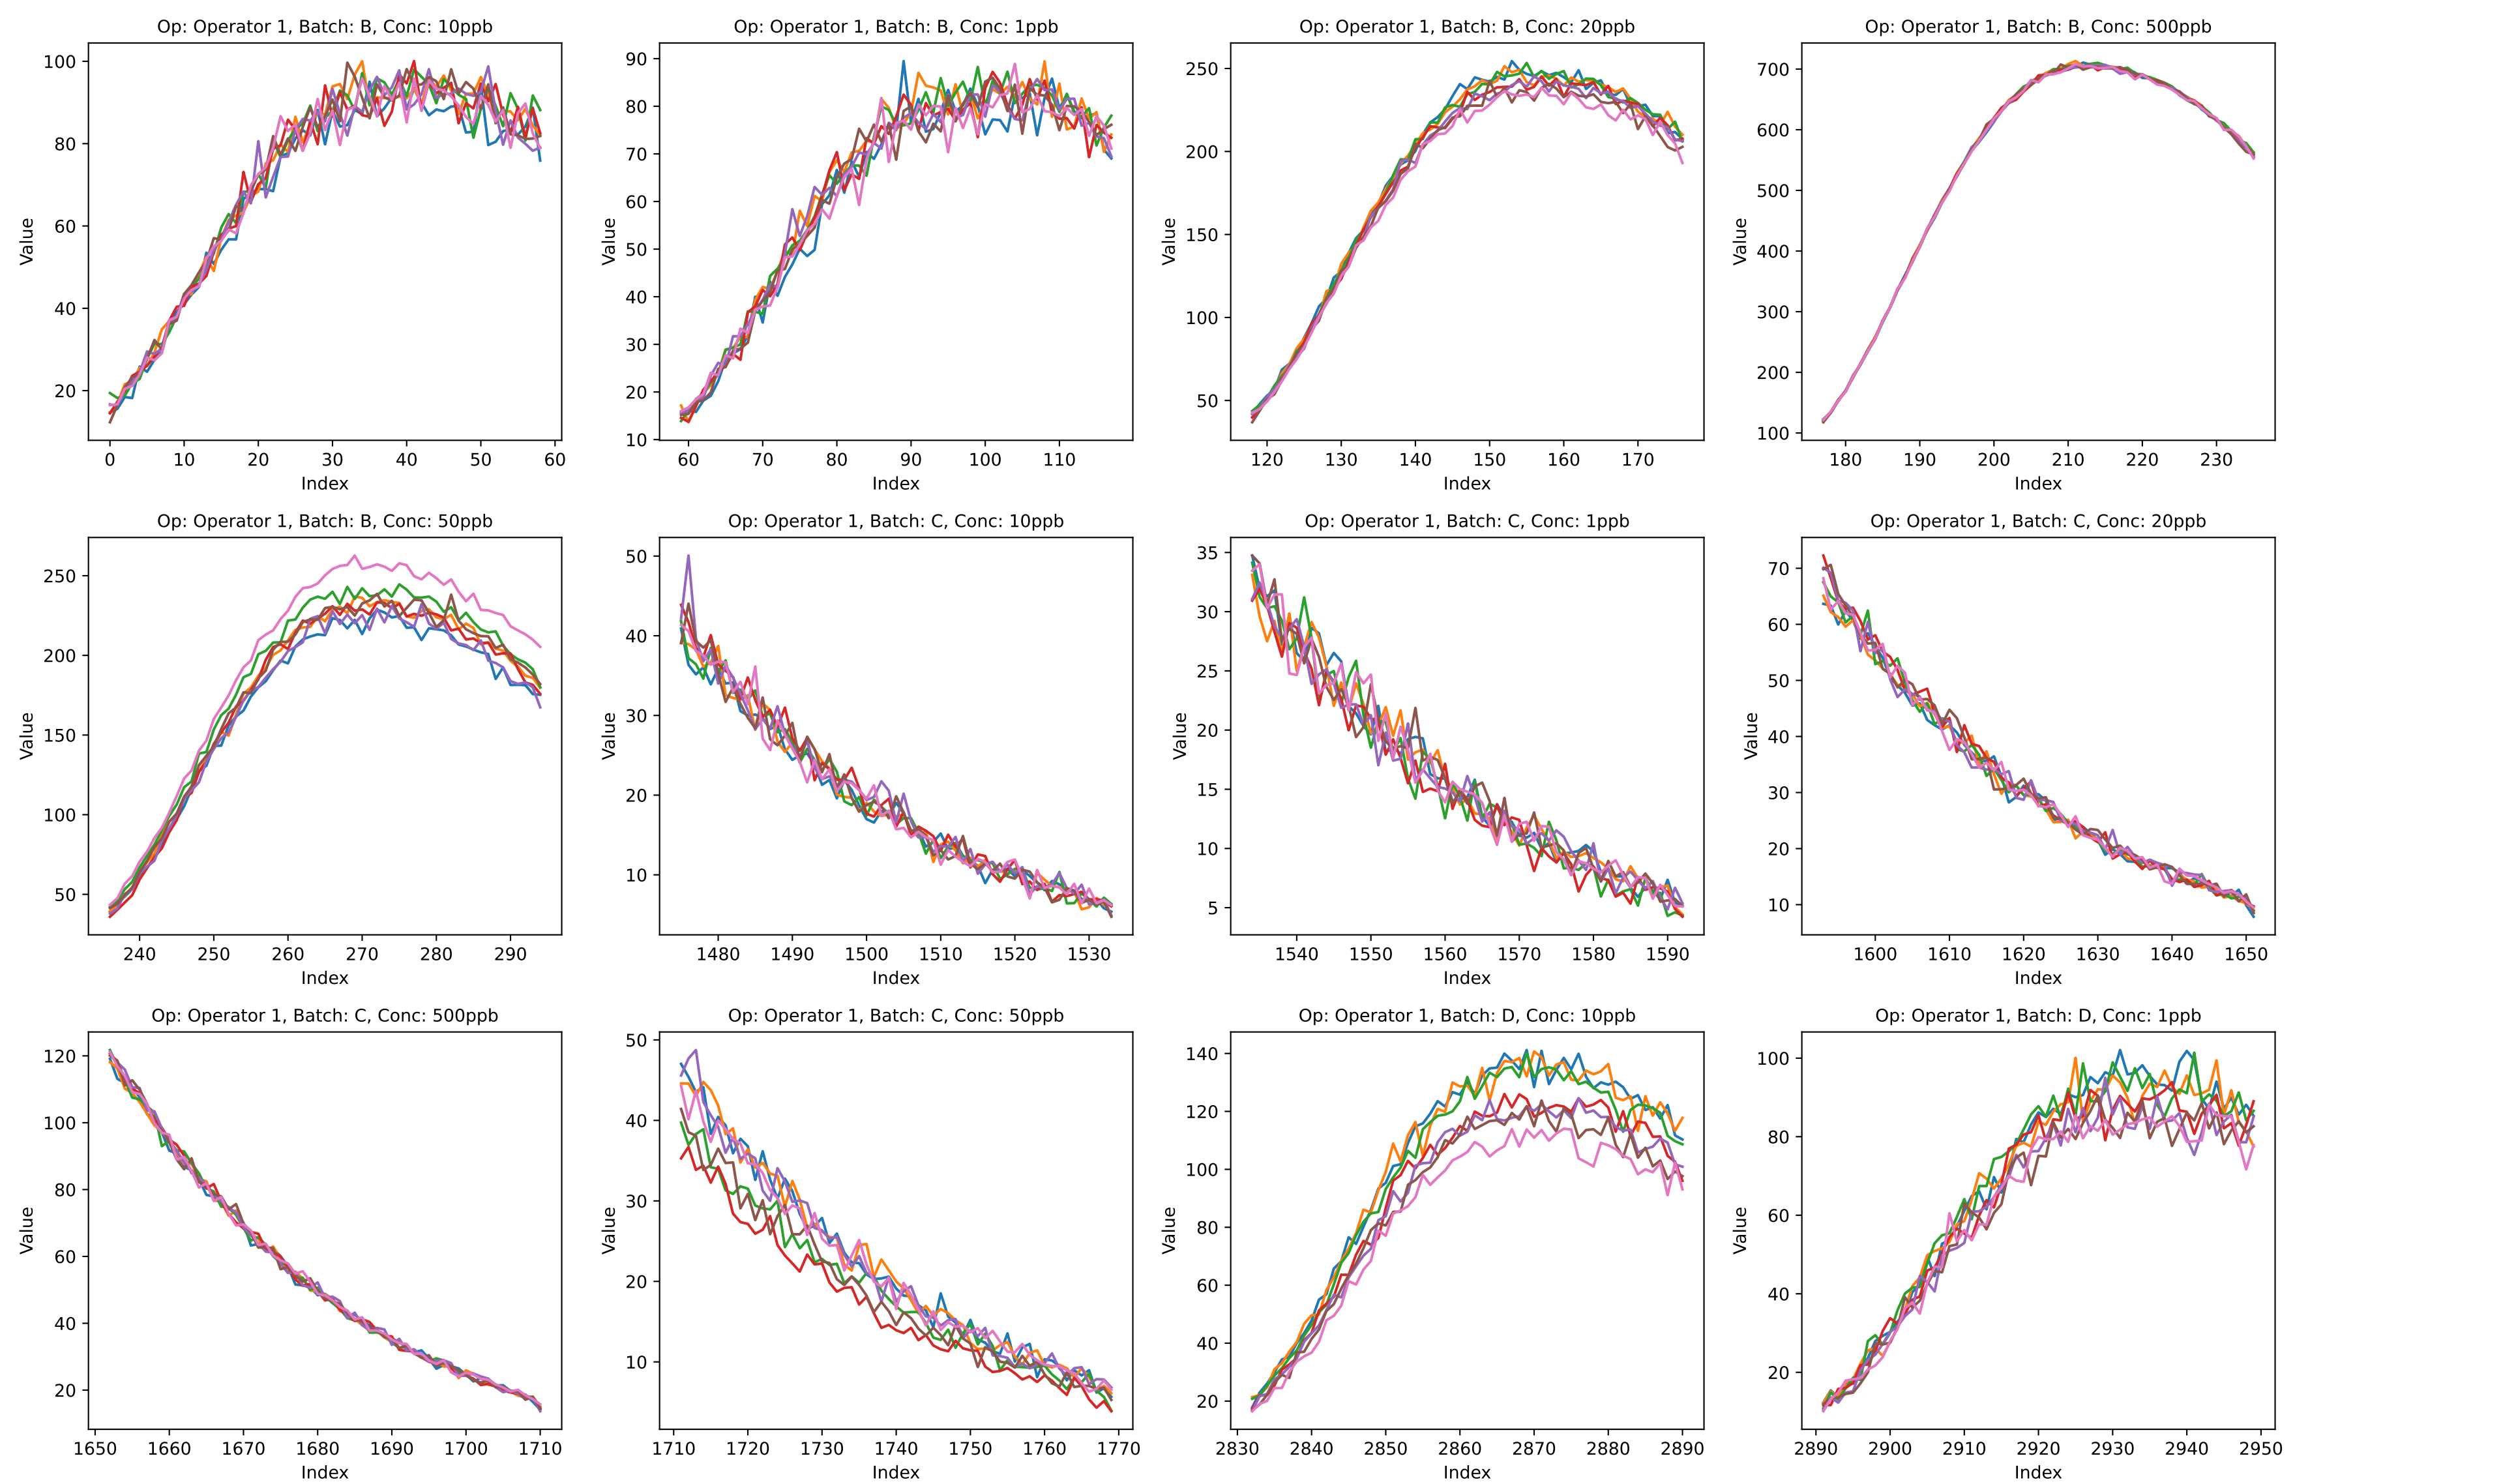 Op: Operator 1, Batch: B, Conc: 10ppb
Op: Operator 1, Batch: B, Conc: 1ppb
Op: Operator 1, Batch: B, Conc: 20ppb
Op: Operator 1, Batch: B, Conc: 500ppb
Value
100
80
60
40
20
0 10 20 30 40 50 60
Index
Value
90
80
70
60
50
40
30
20
10
60 70 80 90 100 110
Index
Value
250
200
150
100
50
120 130 140 150 160 170
Index
Value
700
600
500
400
300
200
100
180 190 200 210 220 230
Index
Op: Operator 1, Batch: B, Conc: 50ppb
Op: Operator 1, Batch: C, Conc: 10ppb
Op: Operator 1, Batch: C, Conc: 1ppb
Op: Operator 1, Batch: C, Conc: 20ppb
Value
250
200
150
100
50
240 250 260 270 280 290
Index
Value
50
40
30
20
10
1480 1490 1500 1510 1520 1530
Index
Value
35
30
25
20
15
10
5
1540 1550 1560 1570 1580 1590
Index
Value
70
60
50
40
30
20
10
1600 1610 1620 1630 1640 1650
Index
Op: Operator 1, Batch: C, Conc: 500ppb
Op: Operator 1, Batch: C, Conc: 50ppb
Op: Operator 1, Batch: D, Conc: 10ppb
Op: Operator 1, Batch: D, Conc: 1ppb
Value
120
100
80
60
40
20
1650 1660 1670 1680 1690 1700 1710
Index
Value
50
40
30
20
10
1710 1720 1730 1740 1750 1760 1770
Index
Value
140
120
100
80
60
40
20
2830 2840 2850 2860 2870 2880 2890
Index
Value
100
80
60
40
20
2890 2900 2910 2920 2930 2940 2950
Index